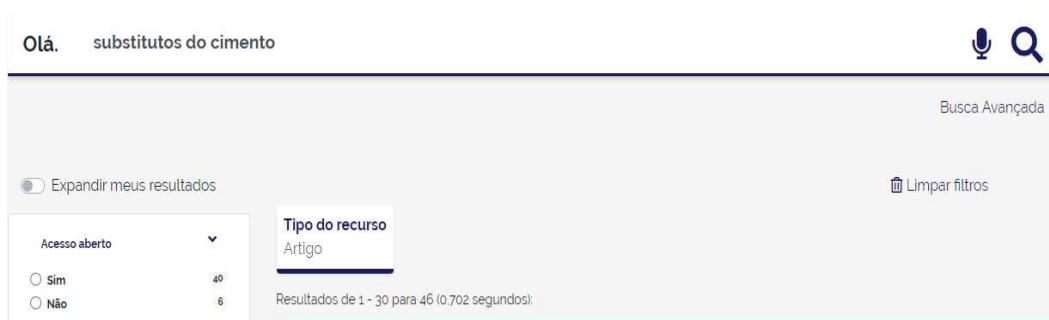 Olá. substitutos do cimento
Busca Avançada
Expandir meus resultados
Limpar filtros
Acesso aberto
Sim 40
Não 6
Tipo do recurso
Artigo
Resultados de 1 - 30 para 46 (0,702 segundos):